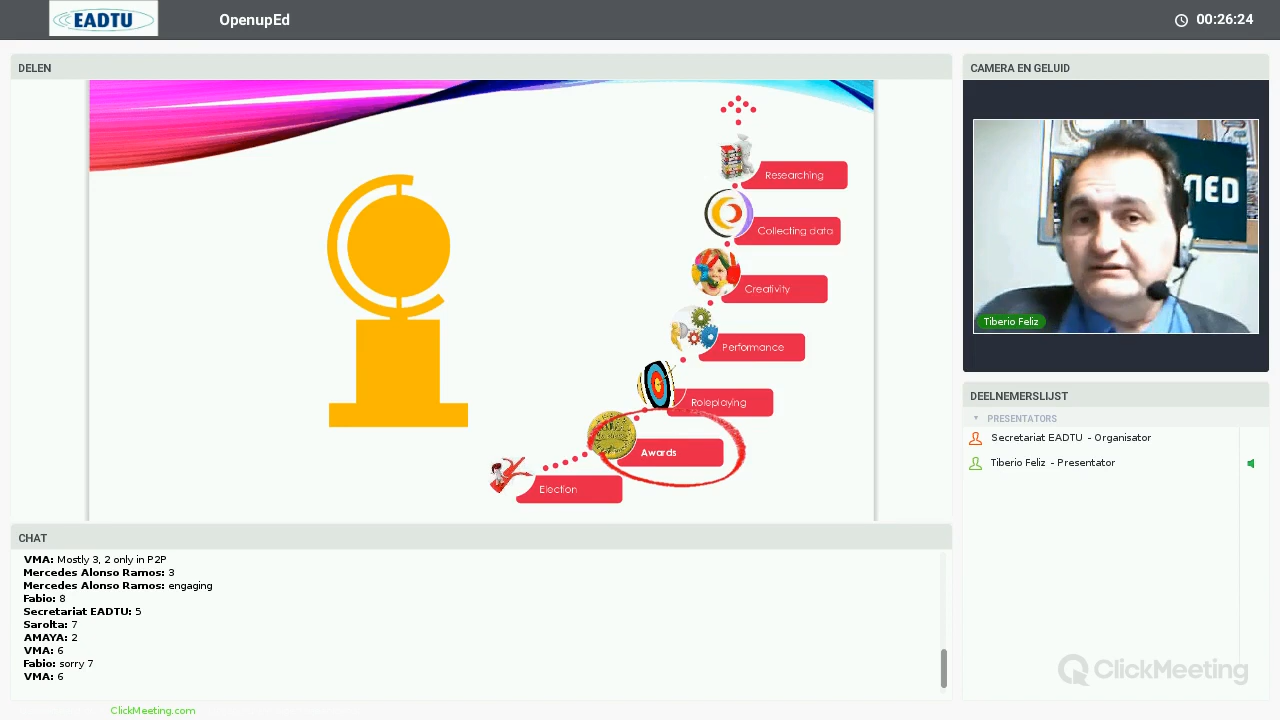 EADTU
OpenupEd
00:26:24
DELEN
Researching
Collecting data
Creativity
Performance
Roleplaying
Awards
Election
CAMERA EN GELUID
NED
Tiberio Feliz
DEELNEMERSLIJST
PRESENTATORS
Secretariat EADTU - Organisator
Tiberio Feliz - Presentator
CHAT
VMA: Mostly 3, 2 only in P2P
Mercedes Alonso Ramos: 3
Mercedes Alonso Ramos: engaging
Fabio: 8
Secretariat EADTU: 5
Sarolta: 7
AMAYA: 2
VMA: 6
Fabio: sorry 7
VMA: 6
ClickMeeting
ClickMeeting.com